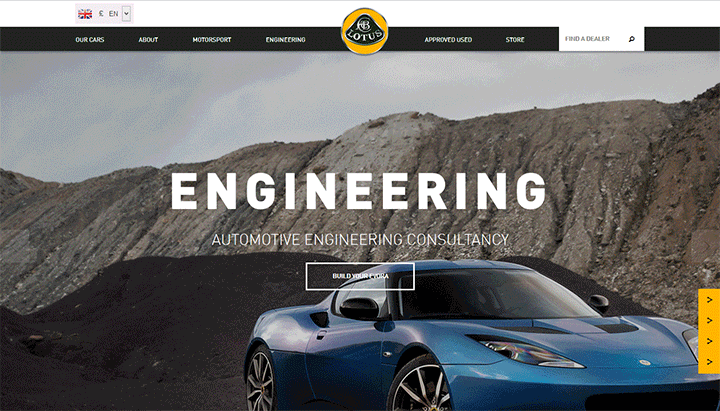 £ EN
OUR CARS ABOUT MOTORSPORT ENGINEERING LOTUS APPROVED USED STORE FIND A DEALER
ENGINEERING
AUTOMOTIVE ENGINEERING CONSULTANCY
BUILD YOUR EVORA